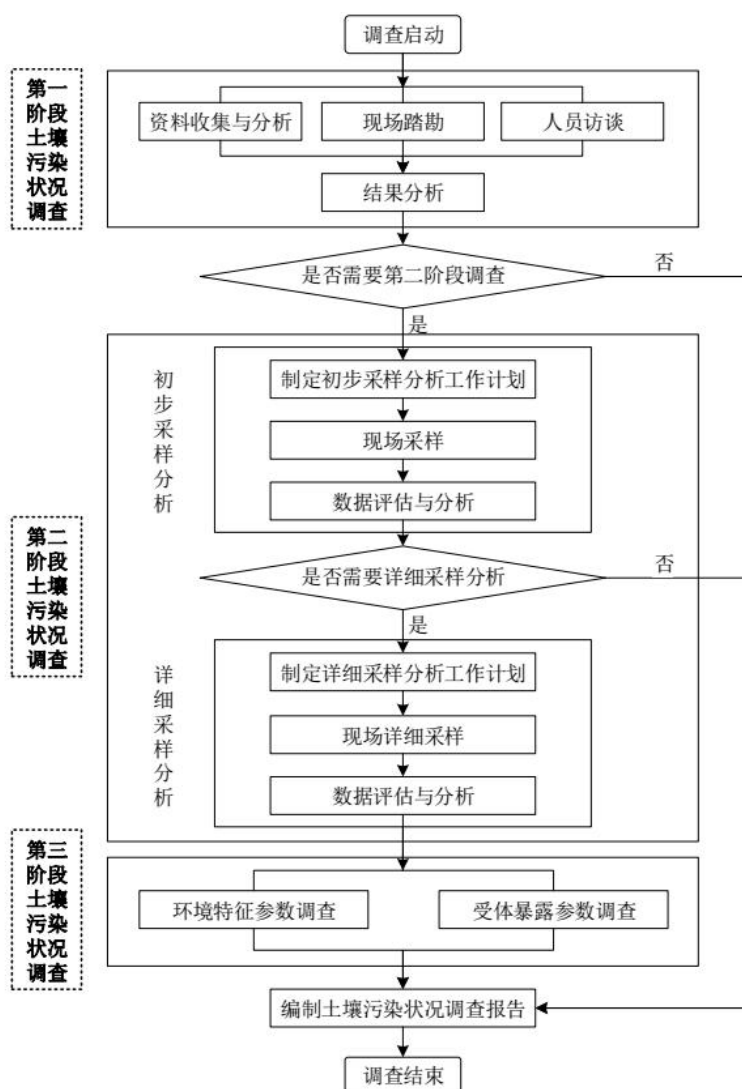 调查启动
第一
阶段
土壤
污染
状况
调查
资料收集与分析
现场踏勘
人员访谈
结果分析
是否需要第二阶段调查
否
是
初步采样分析
制定初步采样分析工作计划
现场采样
数据评估与分析
第二
阶段
土壤
污染
状况
调查
是否需要详细采样分析
否
是
详细采样分析
制定详细采样分析工作计划
现场详细采样
数据评估与分析
第三
阶段
土壤
污染
状况
调查
环境特征参数调查
受体暴露参数调查
编制土壤污染状况调查报告
调查结束